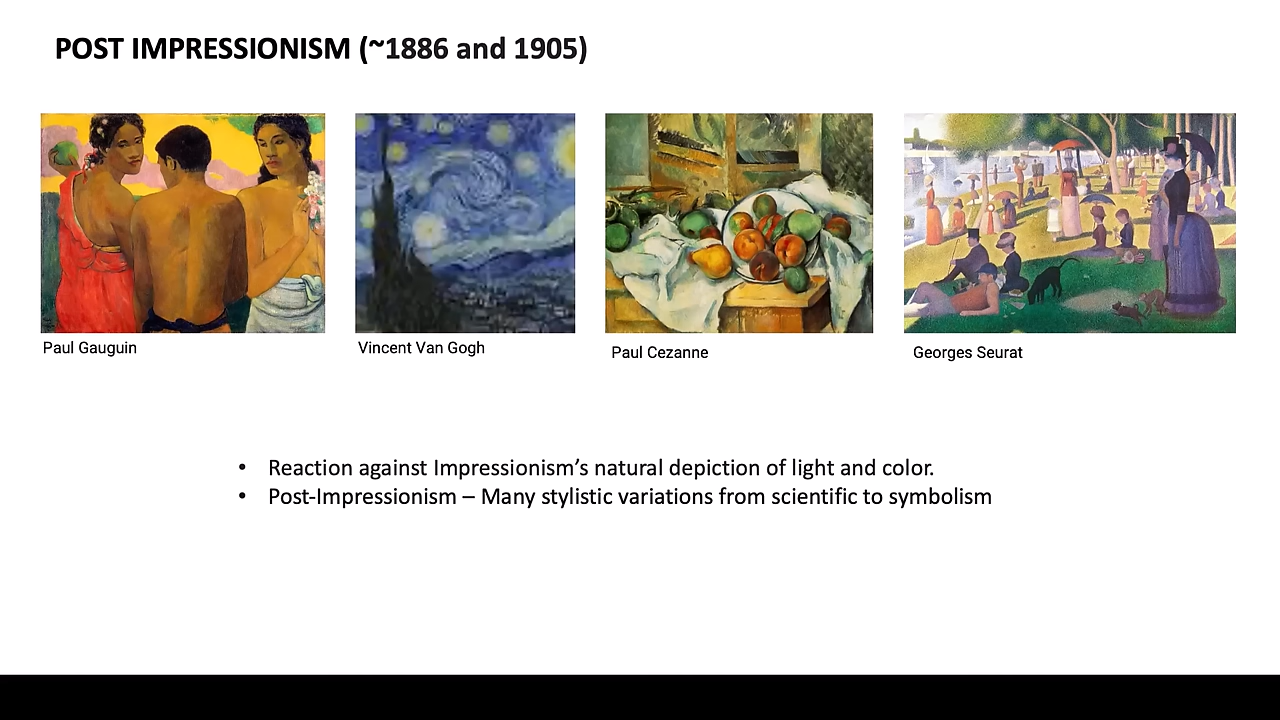 POST IMPRESSIONISM (~1886 and 1905)
Paul Gauguin
Vincent Van Gogh
Paul Cezanne
Georges Seurat
• Reaction against Impressionism’s natural depiction of light and color.
• Post-Impressionism – Many stylistic variations from scientific to symbolism